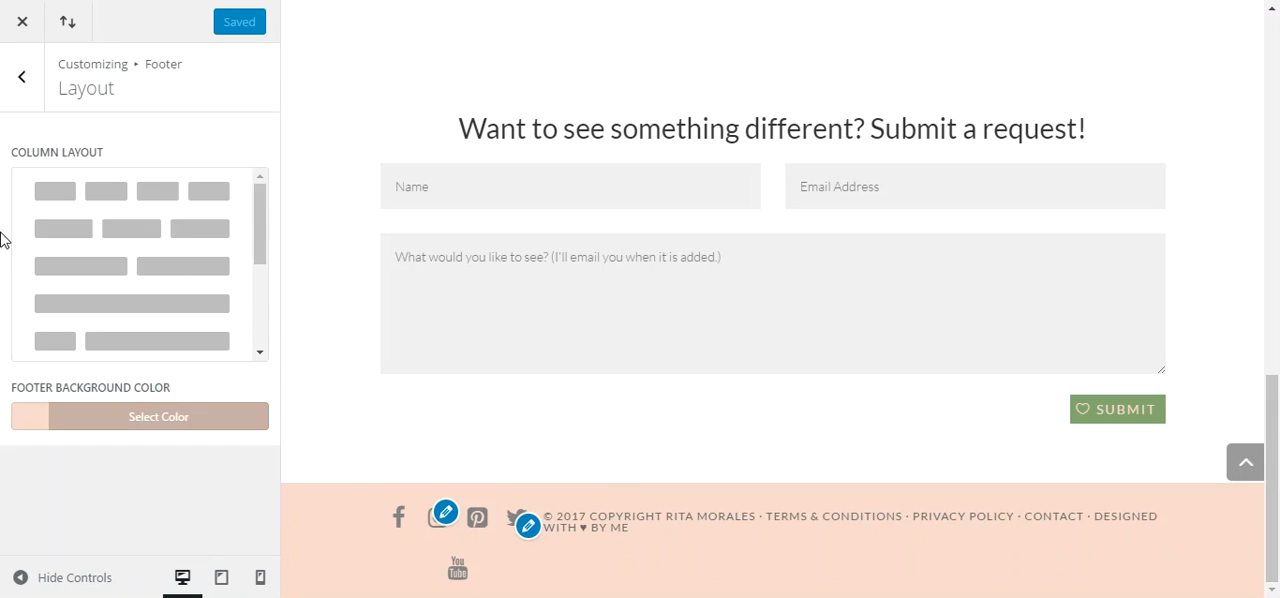 Saved
Customizing ▸ Footer
Layout
COLUMN LAYOUT
FOOTER BACKGROUND COLOR
Select Color
Hide Controls
Want to see something different? Submit a request!
Name
Email Address
What would you like to see? (I'll email you when it is added.)
SUBMIT
© 2017 COPYRIGHT RITA MORALES · TERMS & CONDITIONS · PRIVACY POLICY · CONTACT · DESIGNED
WITH ♥ BY ME
You
Tube